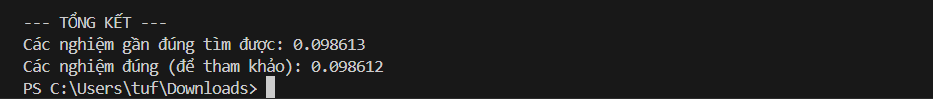 --- TỔNG KẾT ---
Các nghiệm gần đúng tìm được: 0.098613
Các nghiệm đúng (để tham khảo): 0.098612
PS C:\Users\tuf\Downloads>